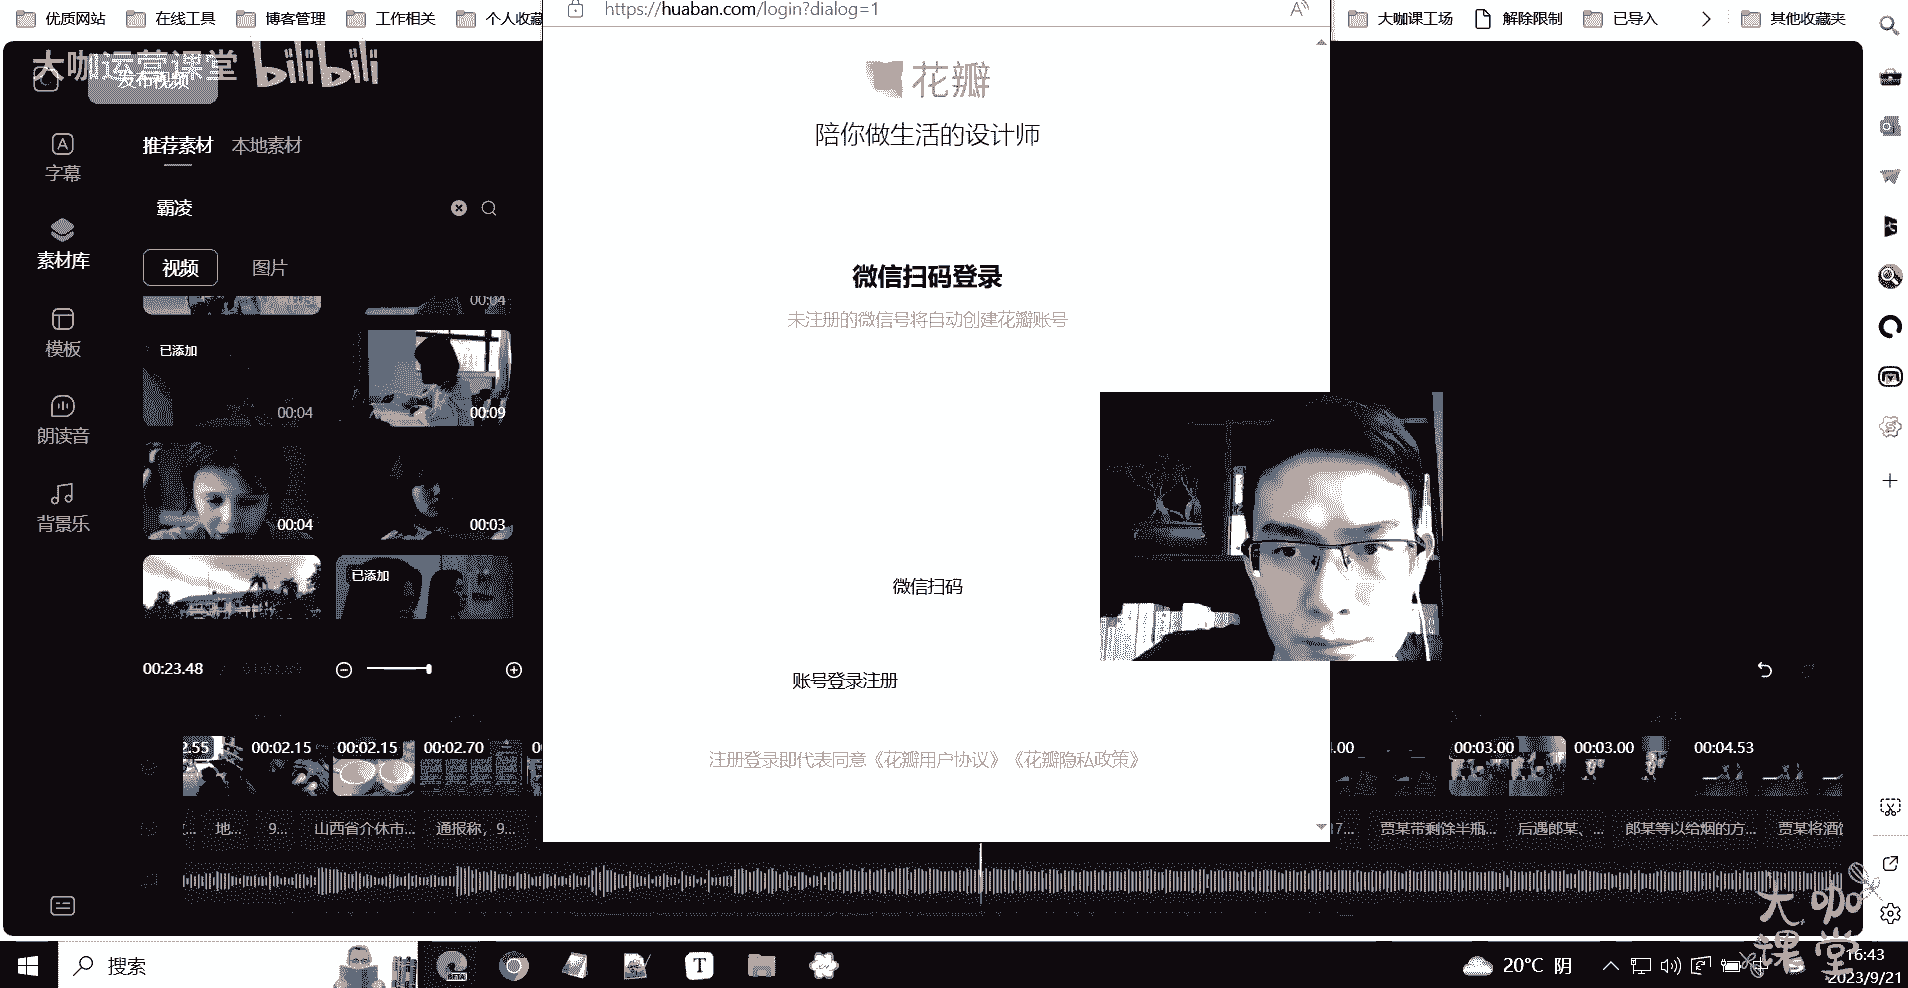 优质网站
在线工具
博客管理
工作相关
个人收藏
https://huaban.com/login?dialog=1
大咖课工场
解除限制
已导入
其他收藏夹
大咖运营课堂
bilibili
发布视频
花瓣
陪你做生活的设计师
字幕
推荐素材
本地素材
霸凌
素材库
视频
图片
微信扫码登录
未注册的微信号将自动创建花瓣账号
00:04
模板
已添加
00:04
00:09
朗读音
背景乐
00:04
00:03
已添加
微信扫码
账号登录注册
00:23.48
注册登录即代表同意《花瓣用户协议》《花瓣隐私政策》
2.55
00:02.15
00:02.15
00:02.70
.00
00:03.00
00:03.00
00:04.53
地...
9...
山西省介休市...
通报称，9...
17...
贾某带剩馀半瓶...
后遇郎某、...
郎某等以给烟的方...
贾某将酒
大咖
课堂
搜索
BETA
T
20°C 阴
16:43
2023/9/21